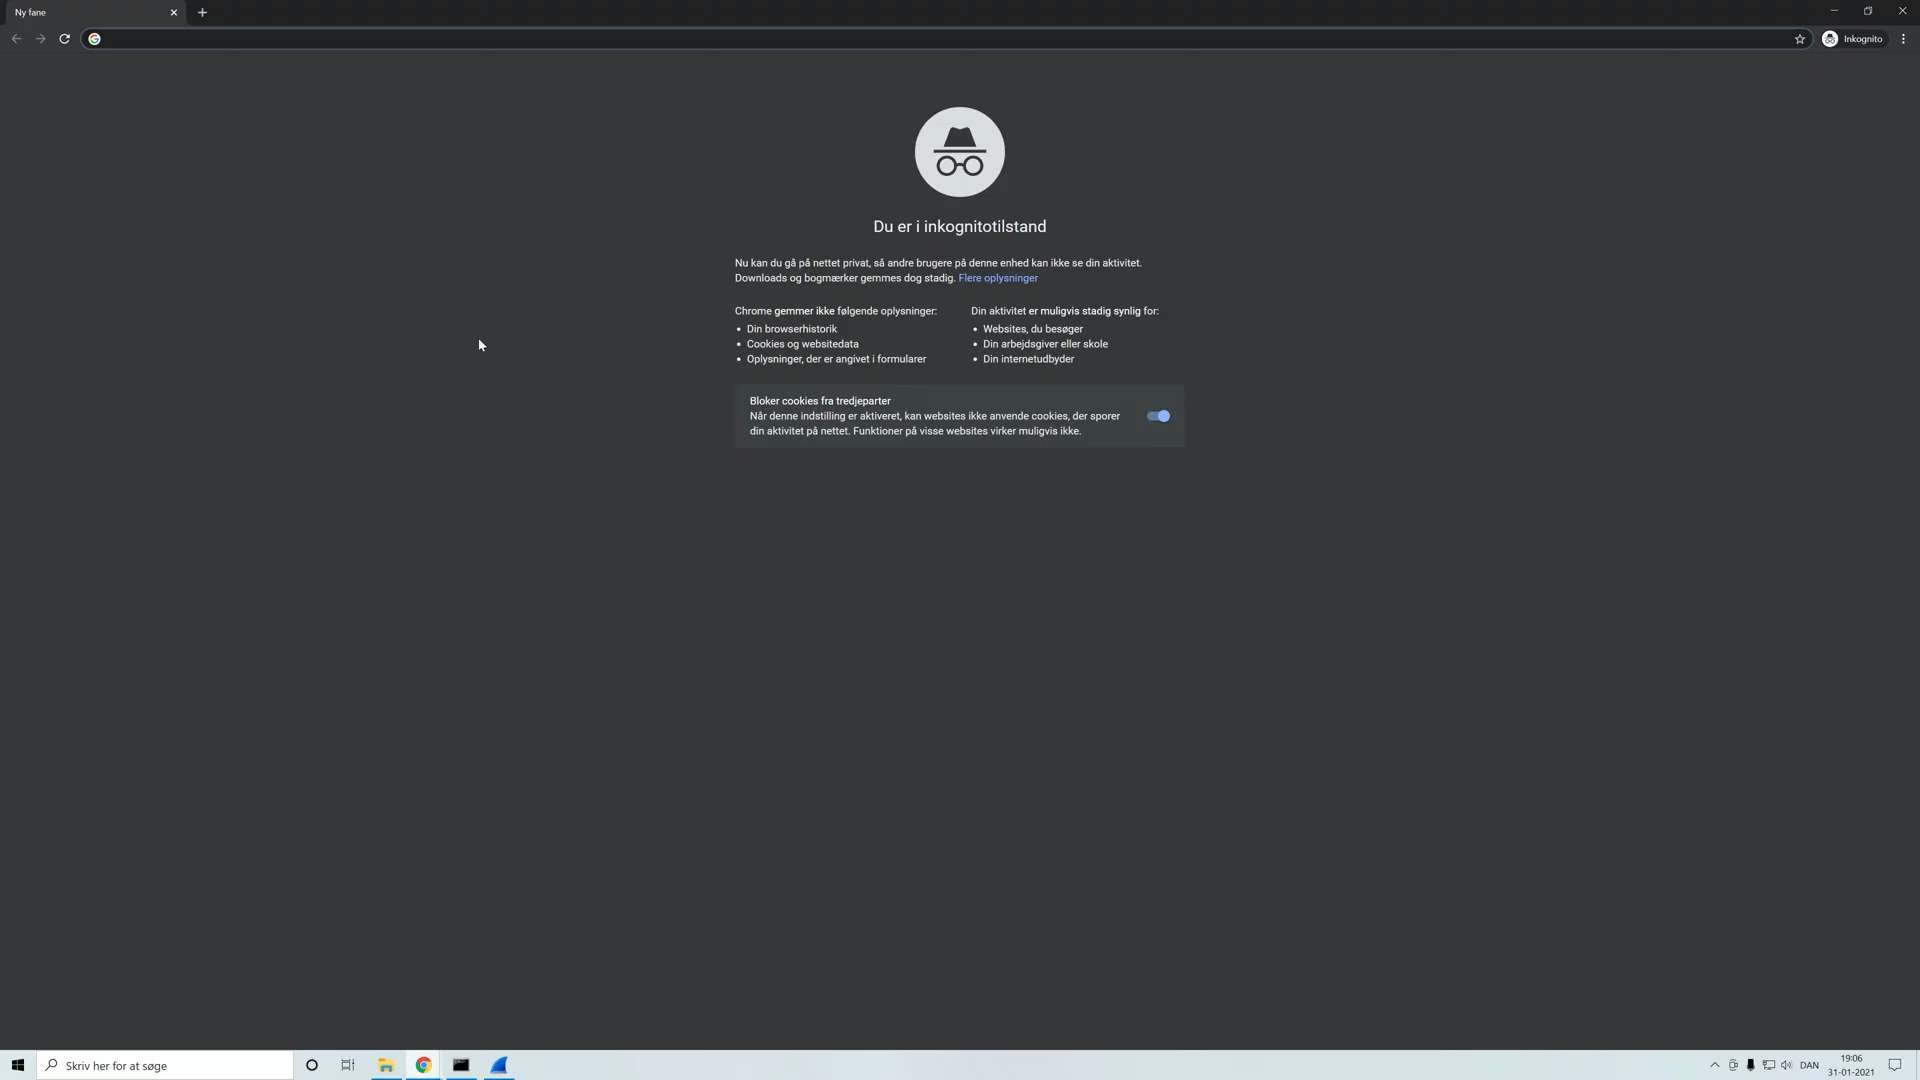 Ny fane
Inkognito
Du er i inkognitotilstand
Nu kan du gå på nettet privat, så andre brugere på denne enhed kan ikke se din aktivitet.
Downloads og bogmærker gemmes dog stadig. Flere oplysninger
Chrome gemmer ikke følgende oplysninger:
Din browserhistorik
Cookies og websitedata
Oplysninger, der er angivet i formularer
Din aktivitet er muligvis stadig synlig for:
Websites, du besøger
Din arbejdsgiver eller skole
Din internetudbyder
Bloker cookies fra tredjeparter
Når denne indstilling er aktiveret, kan websites ikke anvende cookies, der sporer
din aktivitet på nettet. Funktioner på visse websites virker muligvis ikke.
Skriv her for at søge
DAN
19:06
31-01-2021